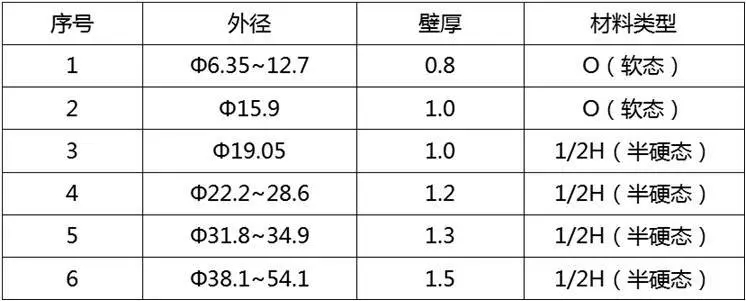 序号 外径 壁厚 材料类型
1 Φ6.35~12.7 0.8 O（软态）
2 Φ15.9 1.0 O（软态）
3 Φ19.05 1.0 1/2H（半硬态）
4 Φ22.2~28.6 1.2 1/2H（半硬态）
5 Φ31.8~34.9 1.3 1/2H（半硬态）
6 Φ38.1~54.1 1.5 1/2H（半硬态）